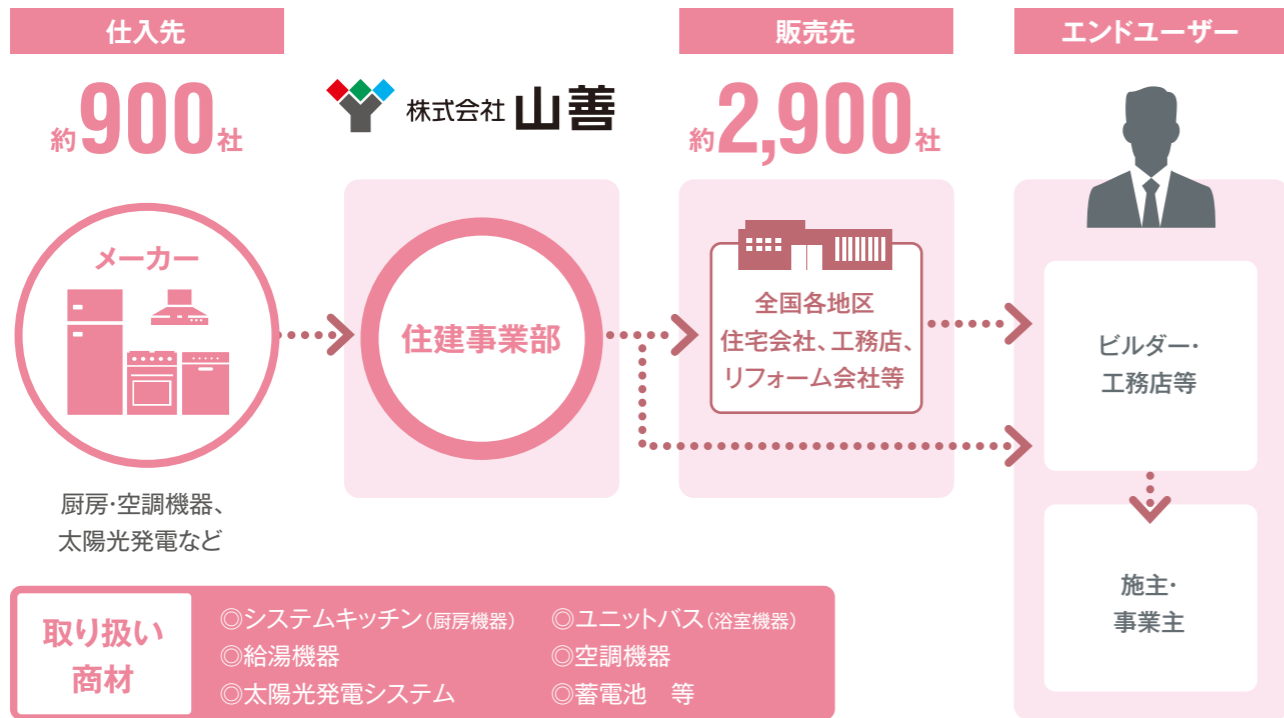 仕入先
約900社
メーカー
厨房・空調機器、
太陽光発電など
株式会社 山善
住建事業部
販売先
約2,900社
全国各地区
住宅会社、工務店、
リフォーム会社等
エンドユーザー
ビルダー・
工務店等
施主・
事業主
取り扱い
商材
◎システムキッチン(厨房機器)
◎ユニットバス(浴室機器)
◎給湯機器
◎空調機器
◎太陽光発電システム
◎蓄電池　等